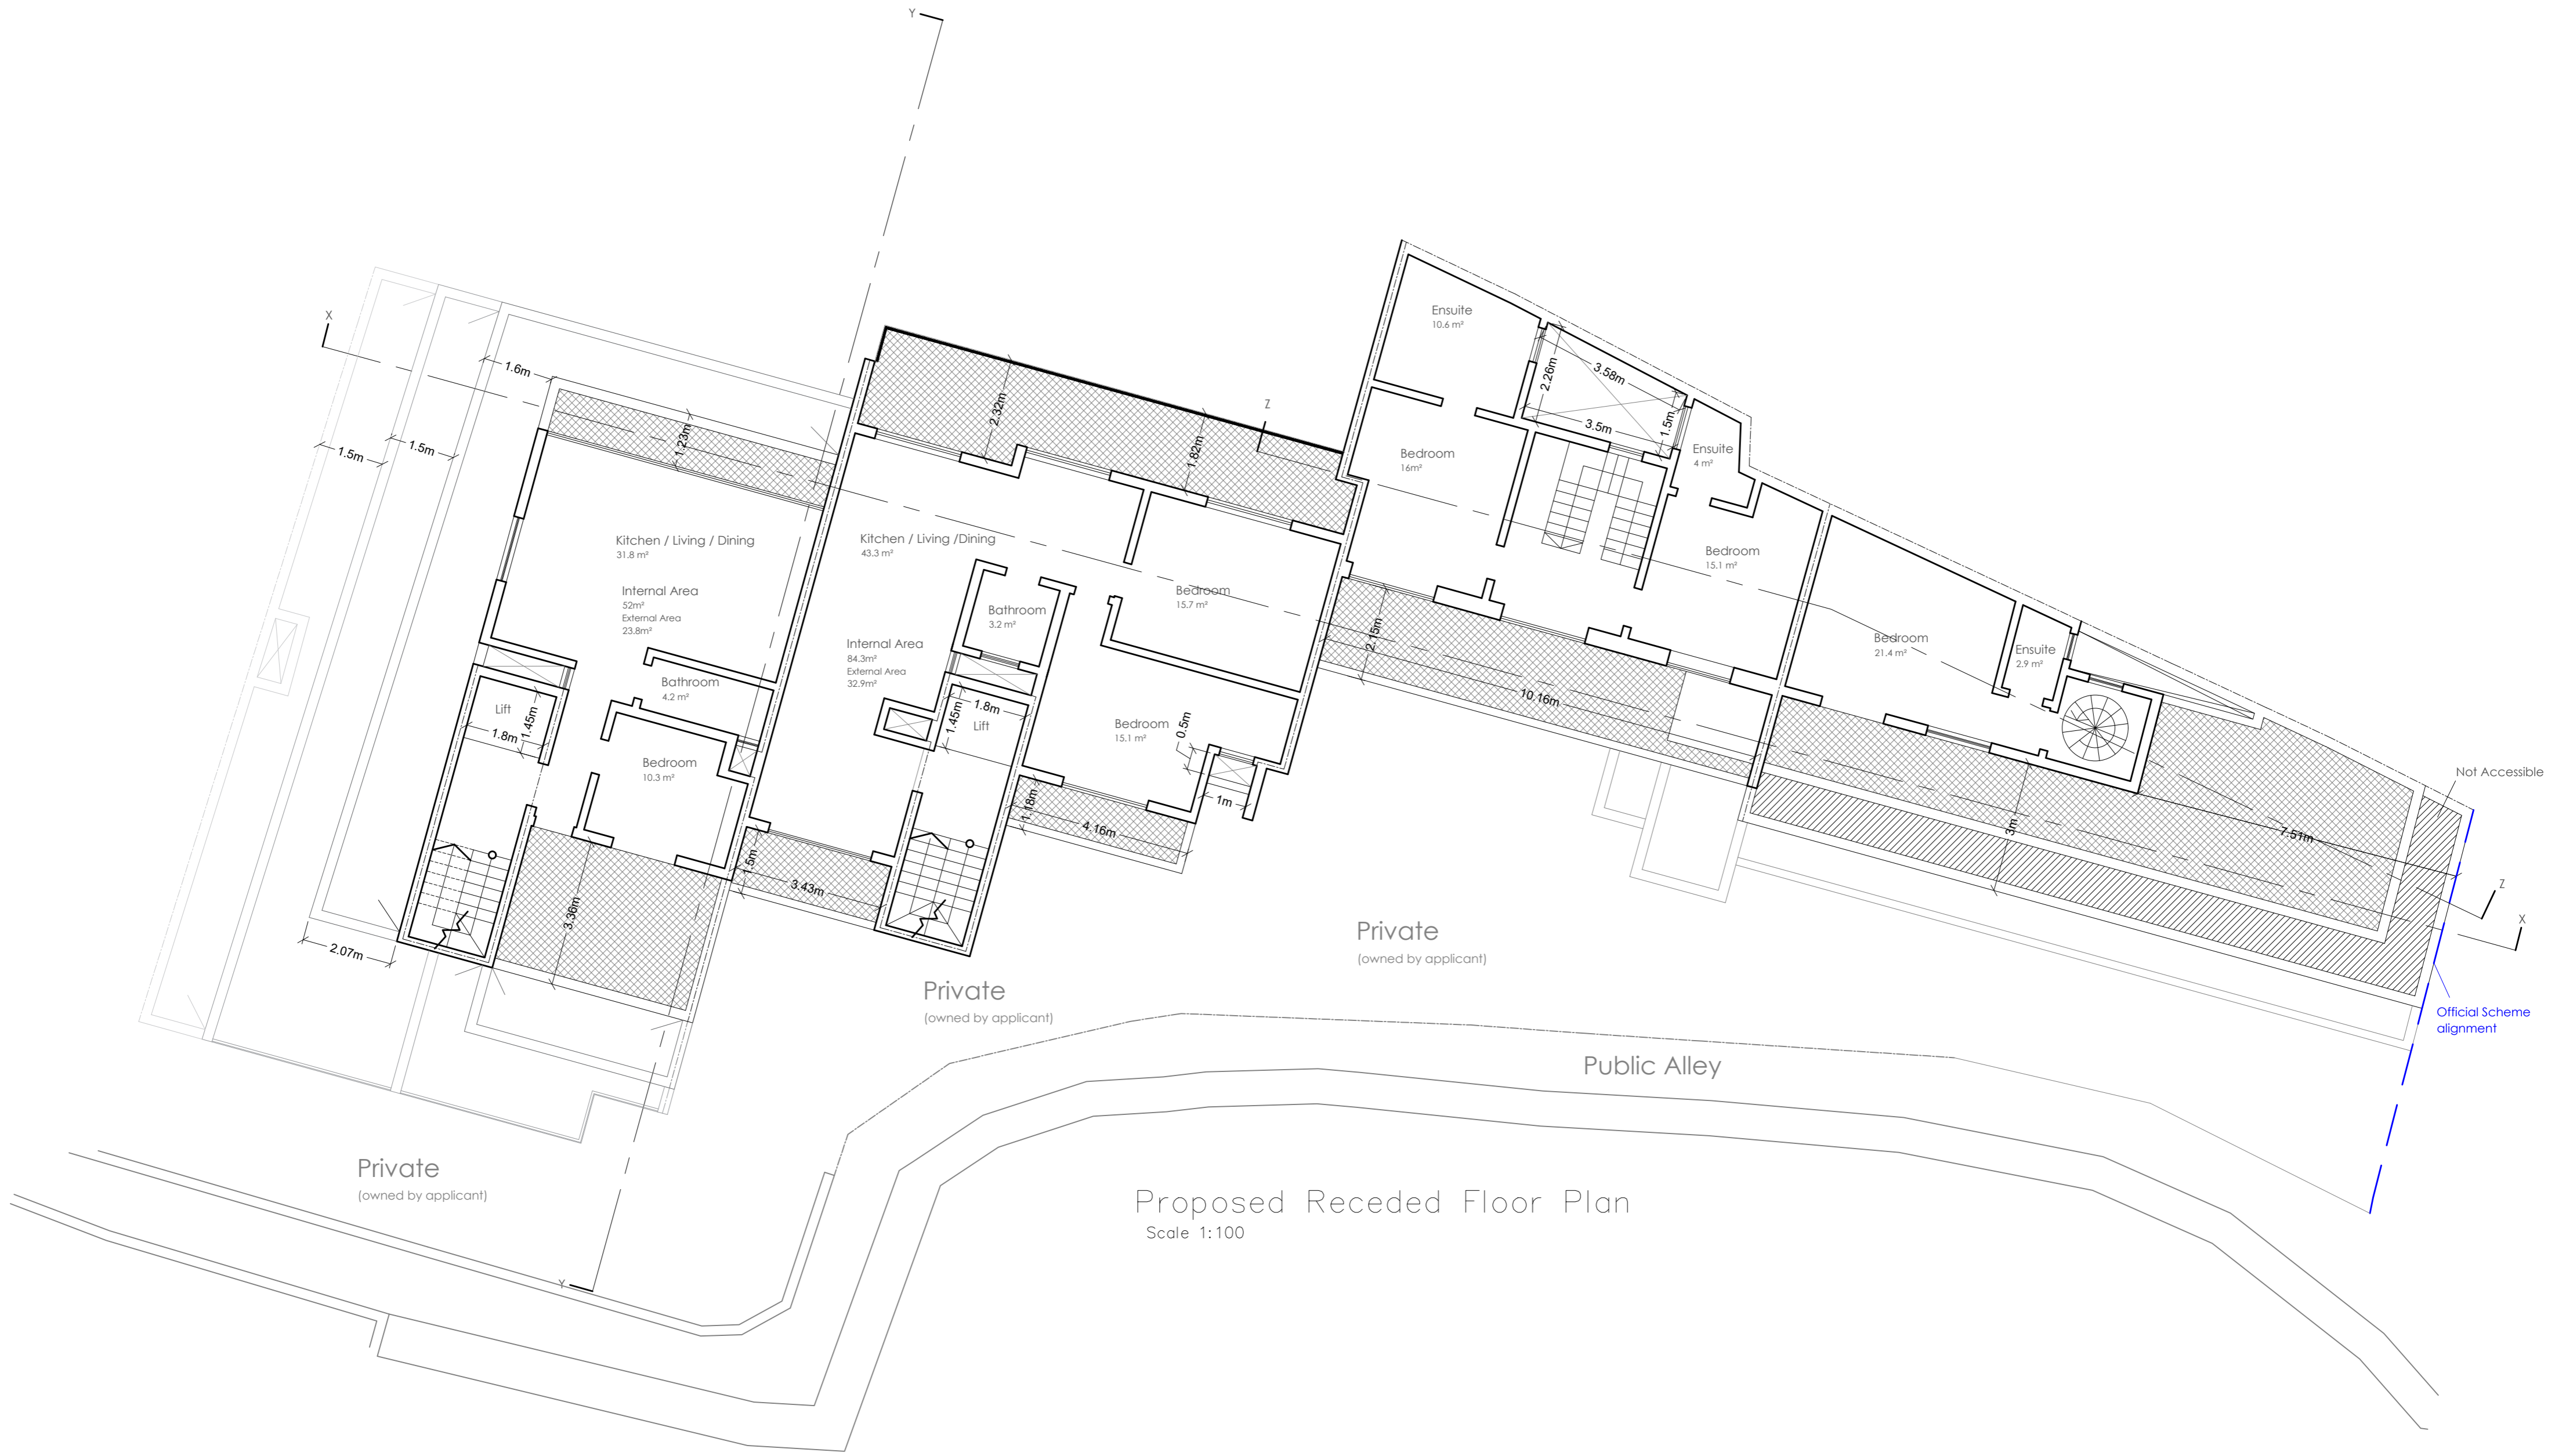 Y
X
Z
1.6m
1.5m
1.5m
1.23m
2.32m
1.82m
Ensuite
10.6 m²
2.26m
3.58m
3.5m
1.5m
Ensuite
4 m²
Bedroom
16m²
Bedroom
15.1 m²
Kitchen / Living / Dining
31.8 m²
Internal Area
52m²
External Area
23.8m²
Kitchen / Living /Dining
43.3 m²
Internal Area
84.3m²
External Area
32.9m²
Bathroom
3.2 m²
Bedroom
15.7 m²
2.15m
10.16m
Bedroom
21.4 m²
Ensuite
2.9 m²
Bathroom
4.2 m²
Lift
1.45m
1.8m
Bedroom
10.3 m²
1.45m
1.8m
Lift
Bedroom
15.1 m²
0.5m
1m
1.18m
4.16m
1.5m
3.43m
3.36m
2.07m
3m
7.51m
Not Accessible
Z
X
Official Scheme
alignment
Private
(owned by applicant)
Private
(owned by applicant)
Public Alley
Private
(owned by applicant)
Y
Proposed Receded Floor Plan
Scale 1:100